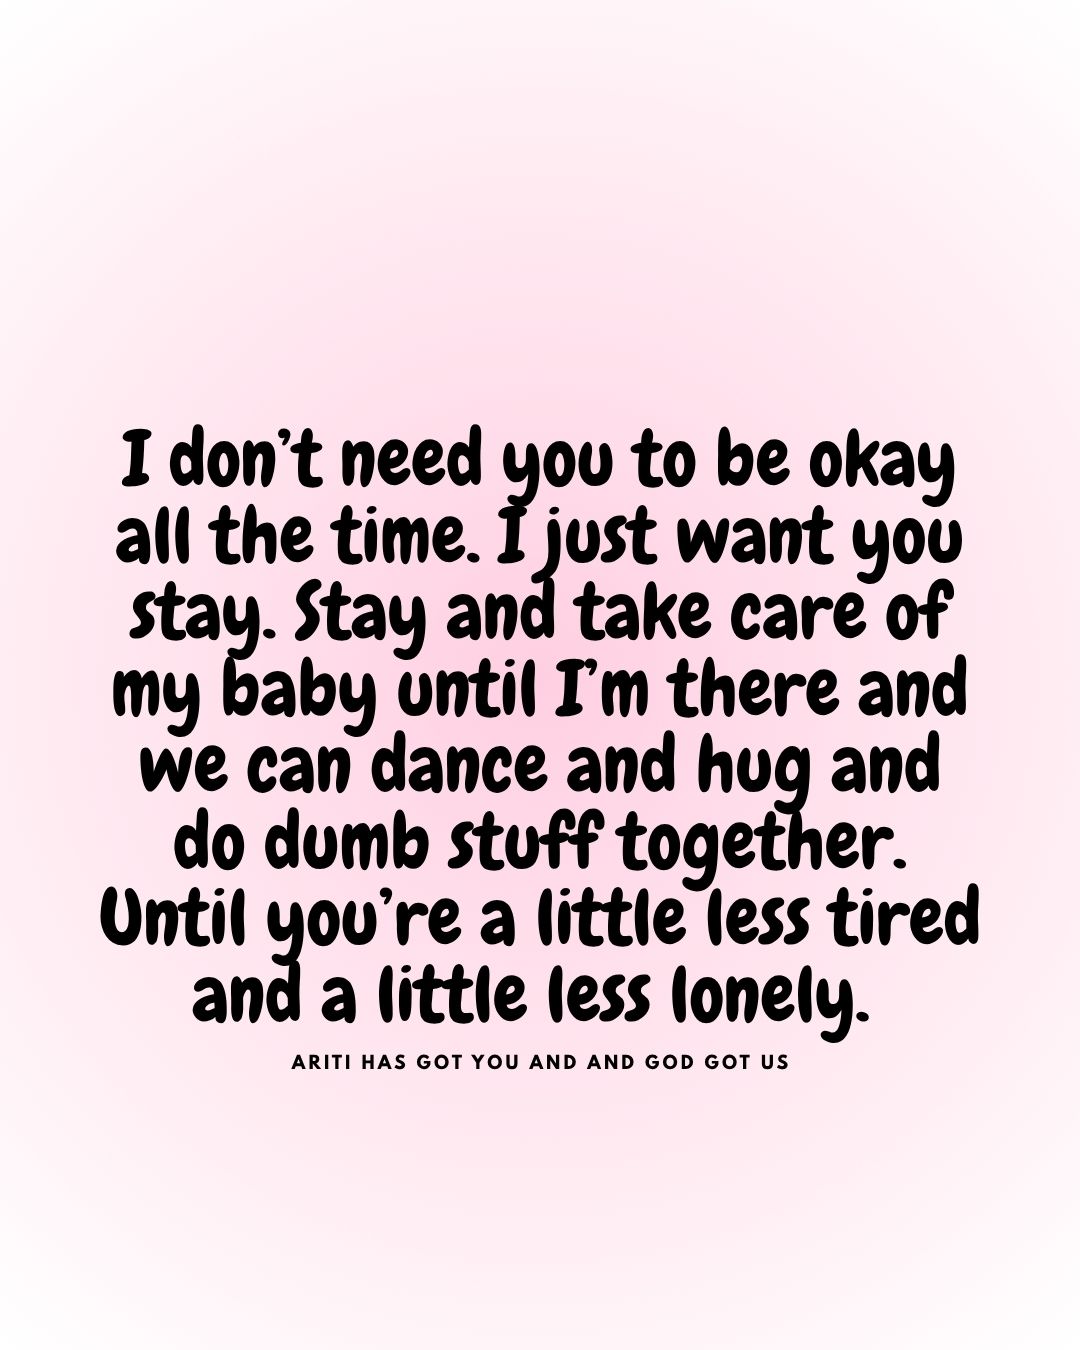 I don’t need you to be okay
all the time. I just want you
stay. Stay and take care of
my baby until I’m there and
we can dance and hug and
do dumb stuff together.
Until you’re a little less tired
and a little less lonely.
ARITI HAS GOT YOU AND AND GOD GOT US